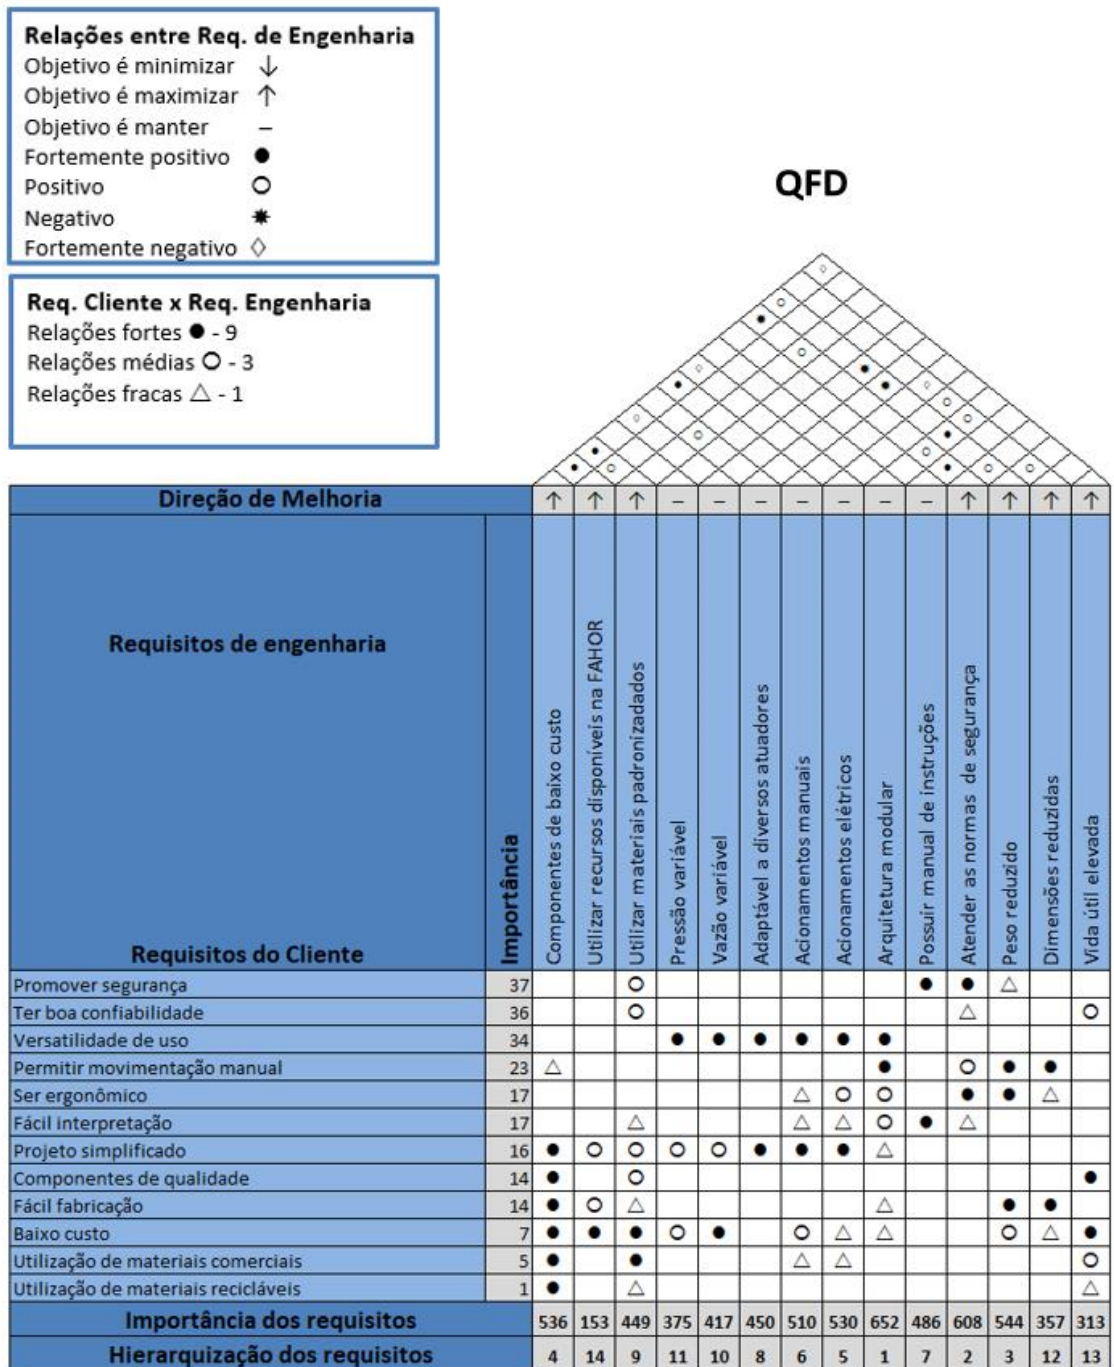 Relações entre Req. de Engenharia
Objetivo é minimizar ↓
Objetivo é maximizar ↑
Objetivo é manter –
Fortemente positivo ●
Positivo ○
Negativo ✷
Fortemente negativo ◊
Req. Cliente x Req. Engenharia
Relações fortes ● - 9
Relações médias ○ - 3
Relações fracas △ - 1
QFD
Direção de Melhoria ↑ ↑ ↑ – – – – – – – ↑ ↑ ↑ ↑
Requisitos de engenharia
Requisitos do Cliente
Importância
Componentes de baixo custo
Utilizar recursos disponíveis na FAHOR
Utilizar materiais padronizadados
Pressão variável
Vazão variável
Adaptável a diversos atuadores
Acionamentos manuais
Acionamentos elétricos
Arquitetura modular
Possuir manual de instruções
Atender as normas de segurança
Peso reduzido
Dimensões reduzidas
Vida útil elevada
Promover segurança 37 ○ ● ● △
Ter boa confiabilidade 36 ○ △ ○
Versatilidade de uso 34 ● ● ● ● ● ●
Permitir movimentação manual 23 △ ● ○ ● ●
Ser ergonômico 17 △ ○ ○ ● ● △
Fácil interpretação 17 △ △ △ ○ ● △
Projeto simplificado 16 ● ○ ○ ○ ○ ● ● ● △
Componentes de qualidade 14 ● ○ ●
Fácil fabricação 14 ● ○ △ △ ● ●
Baixo custo 7 ● ● ● ○ ● ○ △ △ ○ △ ●
Utilização de materiais comerciais 5 ● ● △ △ ○
Utilização de materiais recicláveis 1 ● △ △
Importância dos requisitos 536 153 449 375 417 450 510 530 652 486 608 544 357 313
Hierarquização dos requisitos 4 14 9 11 10 8 6 5 1 7 2 3 12 13